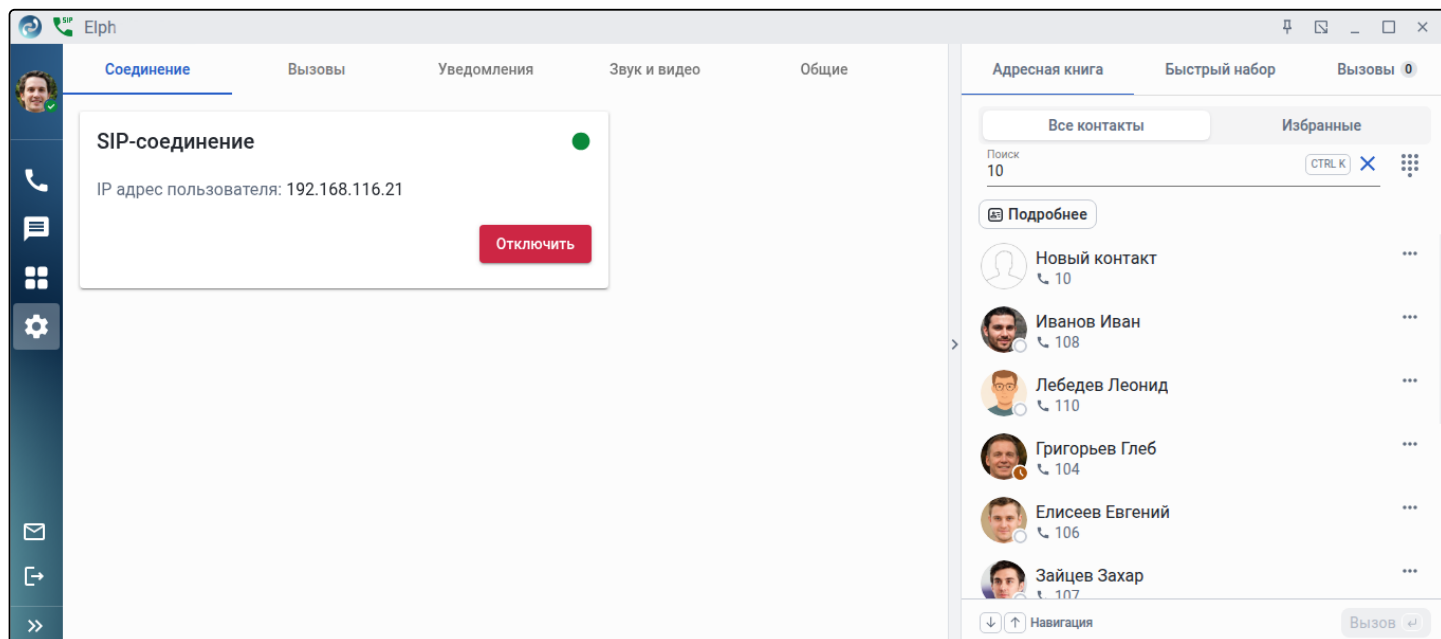 SIP Elph
Соединение Вызовы Уведомления Звук и видео Общие
SIP-соединение
IP адрес пользователя: 192.168.116.21
Отключить
Адресная книга Быстрый набор Вызовы 0
Все контакты Избранные
Поиск
10 CTRL K
Подробнее
Новый контакт
10
Иванов Иван
108
Лебедев Леонид
110
Григорьев Глеб
104
Елисеев Евгений
106
Зайцев Захар
107
Навигация Вызов